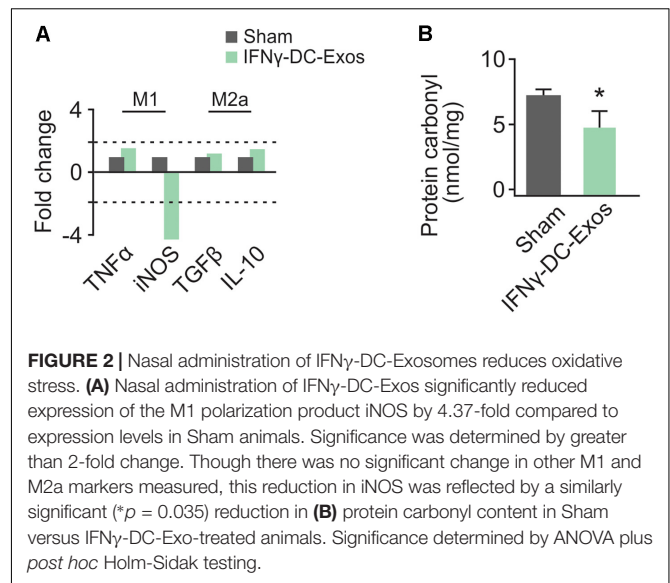 A
Sham
IFNγ-DC-Exos
M1
M2a
4
0
-4
Fold change
TNFα
iNOS
TGFβ
IL-10
B
10
5
0
Protein carbonyl
(nmol/mg)
*
Sham
IFNγ-DC-Exos
FIGURE 2 | Nasal administration of IFNγ-DC-Exosomes reduces oxidative
stress. (A) Nasal administration of IFNγ-DC-Exos significantly reduced
expression of the M1 polarization product iNOS by 4.37-fold compared to
expression levels in Sham animals. Significance was determined by greater
than 2-fold change. Though there was no significant change in other M1 and
M2a markers measured, this reduction in iNOS was reflected by a similarly
significant (*p = 0.035) reduction in (B) protein carbonyl content in Sham
versus IFNγ-DC-Exo-treated animals. Significance determined by ANOVA plus
post hoc Holm-Sidak testing.